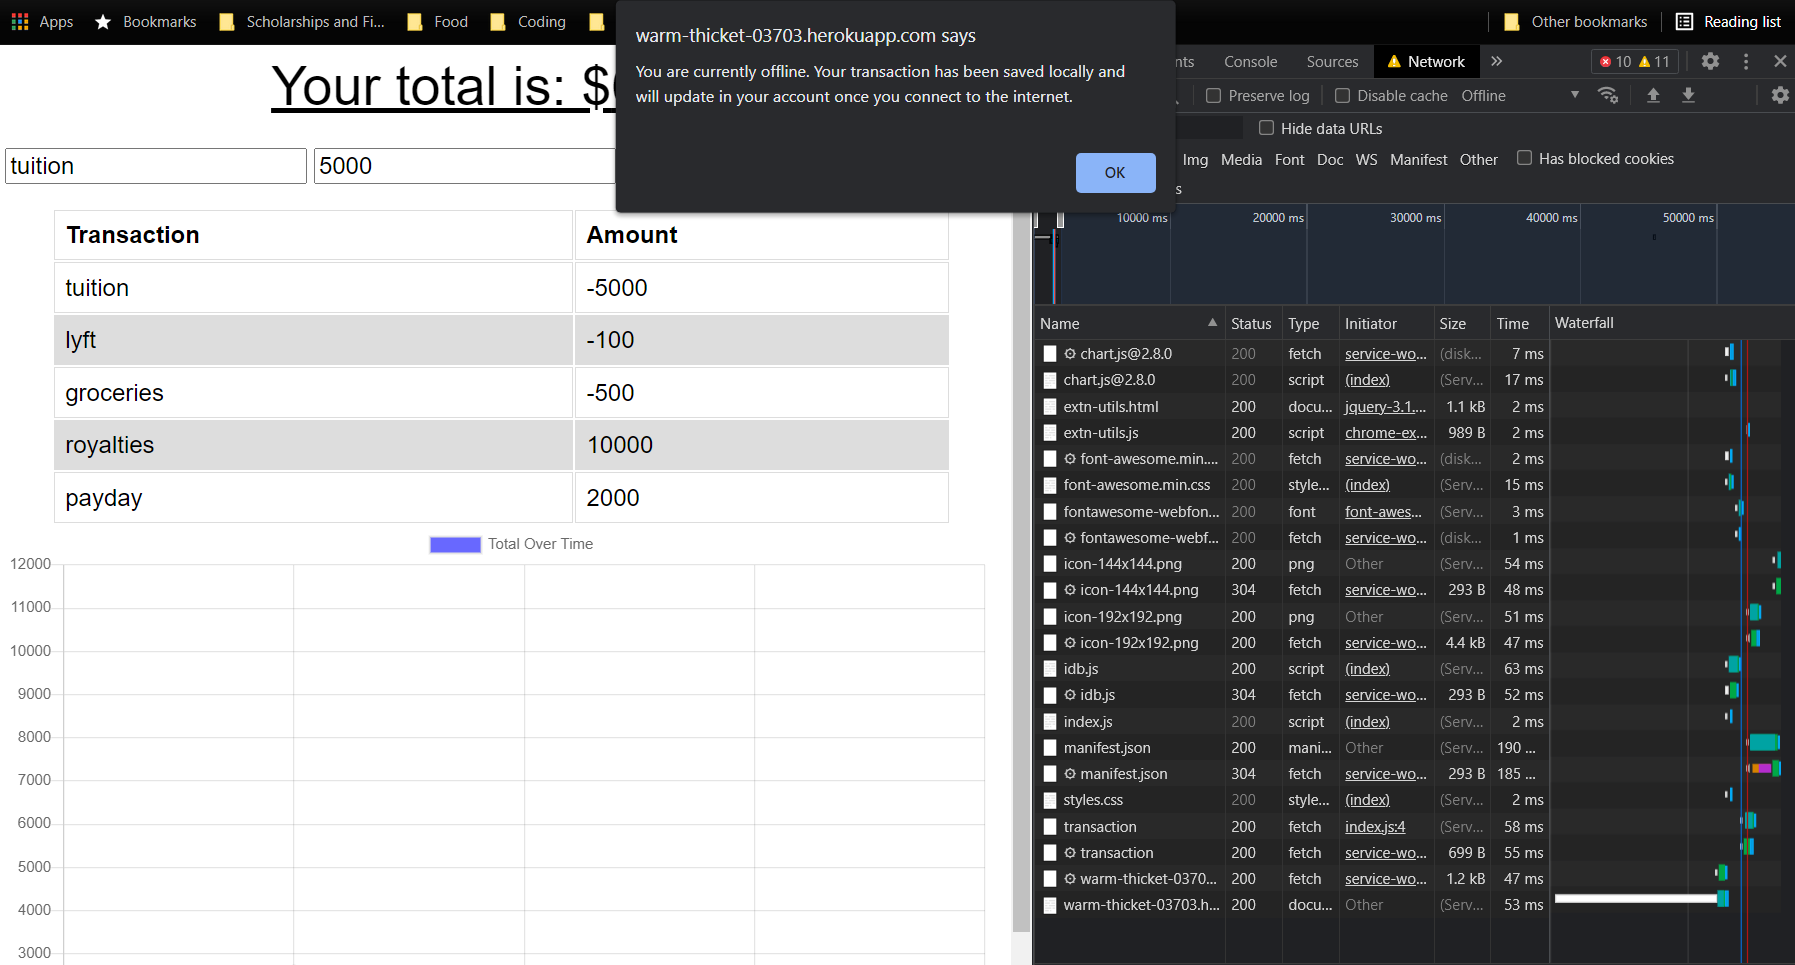 Apps Bookmarks Scholarships and Fi... Food Coding Other bookmarks Reading list
warm-thicket-03703.herokuapp.com says
You are currently offline. Your transaction has been saved locally and
will update in your account once you connect to the internet.
OK
Your total is: $
tuition 5000
Transaction Amount
tuition -5000
lyft -100
groceries -500
royalties 10000
payday 2000
Total Over Time
12000
11000
10000
9000
8000
7000
6000
5000
4000
3000
nts Console Sources Network » 10 11
Preserve log Disable cache Offline
Hide data URLs
Img Media Font Doc WS Manifest Other Has blocked cookies
s
10000 ms 20000 ms 30000 ms 40000 ms 50000 ms
Name Status Type Initiator Size Time Waterfall
chart.js@2.8.0 200 fetch service-wo... (disk... 7 ms
chart.js@2.8.0 200 script (index) (Serv... 17 ms
extn-utils.html 200 docu... jquery-3.1.... 1.1 kB 2 ms
extn-utils.js 200 script chrome-ex... 989 B 2 ms
font-awesome.min.... 200 fetch service-wo... (disk... 2 ms
font-awesome.min.css 200 style... (index) (Serv... 15 ms
fontawesome-webfon... 200 font font-awes... (Serv... 3 ms
fontawesome-webf... 200 fetch service-wo... (disk... 1 ms
icon-144x144.png 200 png Other (Serv... 54 ms
icon-144x144.png 304 fetch service-wo... 293 B 48 ms
icon-192x192.png 200 png Other (Serv... 51 ms
icon-192x192.png 200 fetch service-wo... 4.4 kB 47 ms
idb.js 200 script (index) (Serv... 63 ms
idb.js 304 fetch service-wo... 293 B 52 ms
index.js 200 script (index) (Serv... 2 ms
manifest.json 200 mani... Other (Serv... 190 ...
manifest.json 304 fetch service-wo... 293 B 185 ...
styles.css 200 style... (index) (Serv... 2 ms
transaction 200 fetch index.js:4 (Serv... 58 ms
transaction 200 fetch service-wo... 699 B 55 ms
warm-thicket-0370... 200 fetch service-wo... 1.2 kB 47 ms
warm-thicket-03703.h... 200 docu... Other (Serv... 53 ms